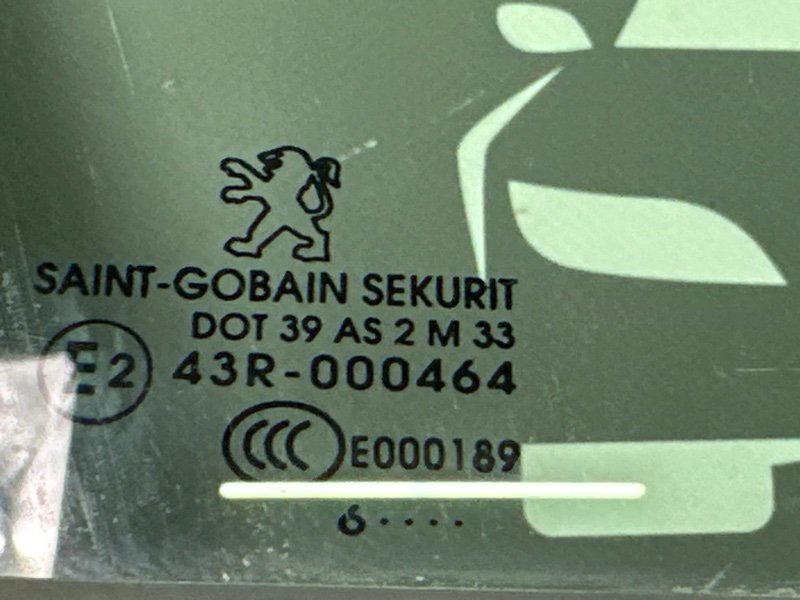 SAINT-GOBAIN SEKURIT
DOT 39 AS 2 M 33
E2 43R-000464
CCC E000189
6 ....